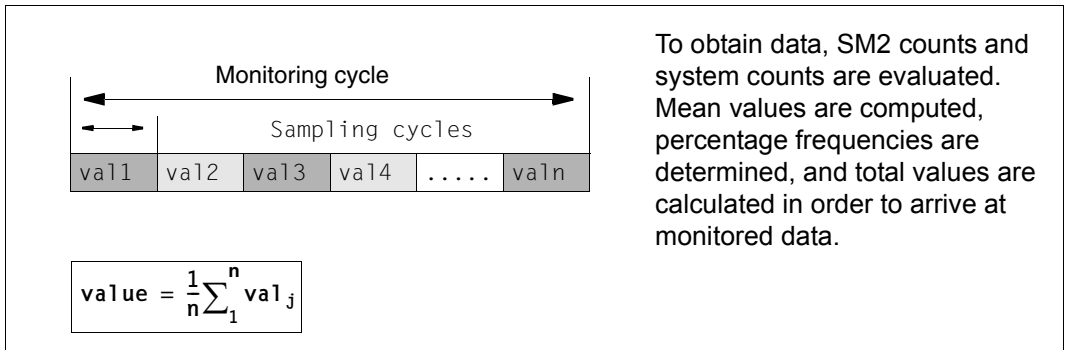 Monitoring cycle
Sampling cycles
val1 val2 val3 val4 ..... valn
value = 1/n ∑ n 1 val j
To obtain data, SM2 counts and
system counts are evaluated.
Mean values are computed,
percentage frequencies are
determined, and total values are
calculated in order to arrive at
monitored data.